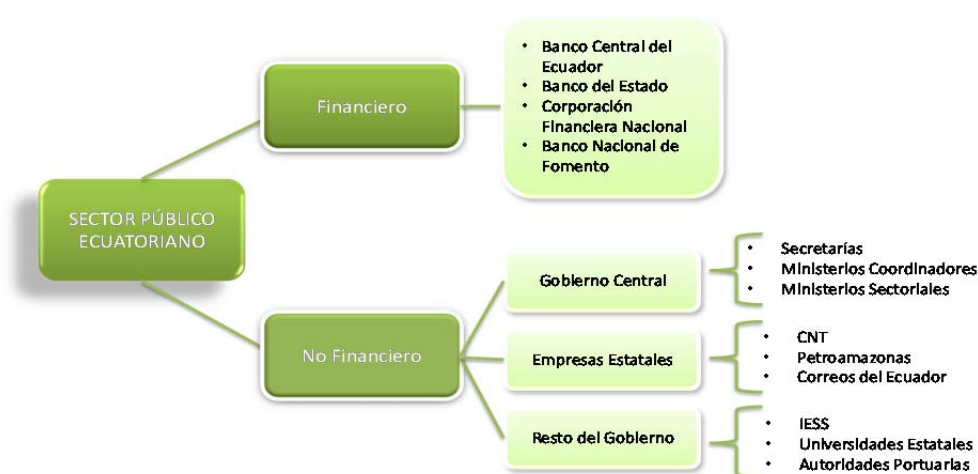 SECTOR PÚBLICO
ECUATORIANO
Financiero
• Banco Central del
Ecuador
• Banco del Estado
• Corporación
Financiera Nacional
• Banco Nacional de
Fomento
No Financiero
Gobierno Central
• Secretarías
• Ministerios Coordinadores
• Ministerios Sectoriales
Empresas Estatales
• CNT
• Petroamazonas
• Correos del Ecuador
Resto del Gobierno
• IESS
• Universidades Estatales
• Autoridades Portuarias